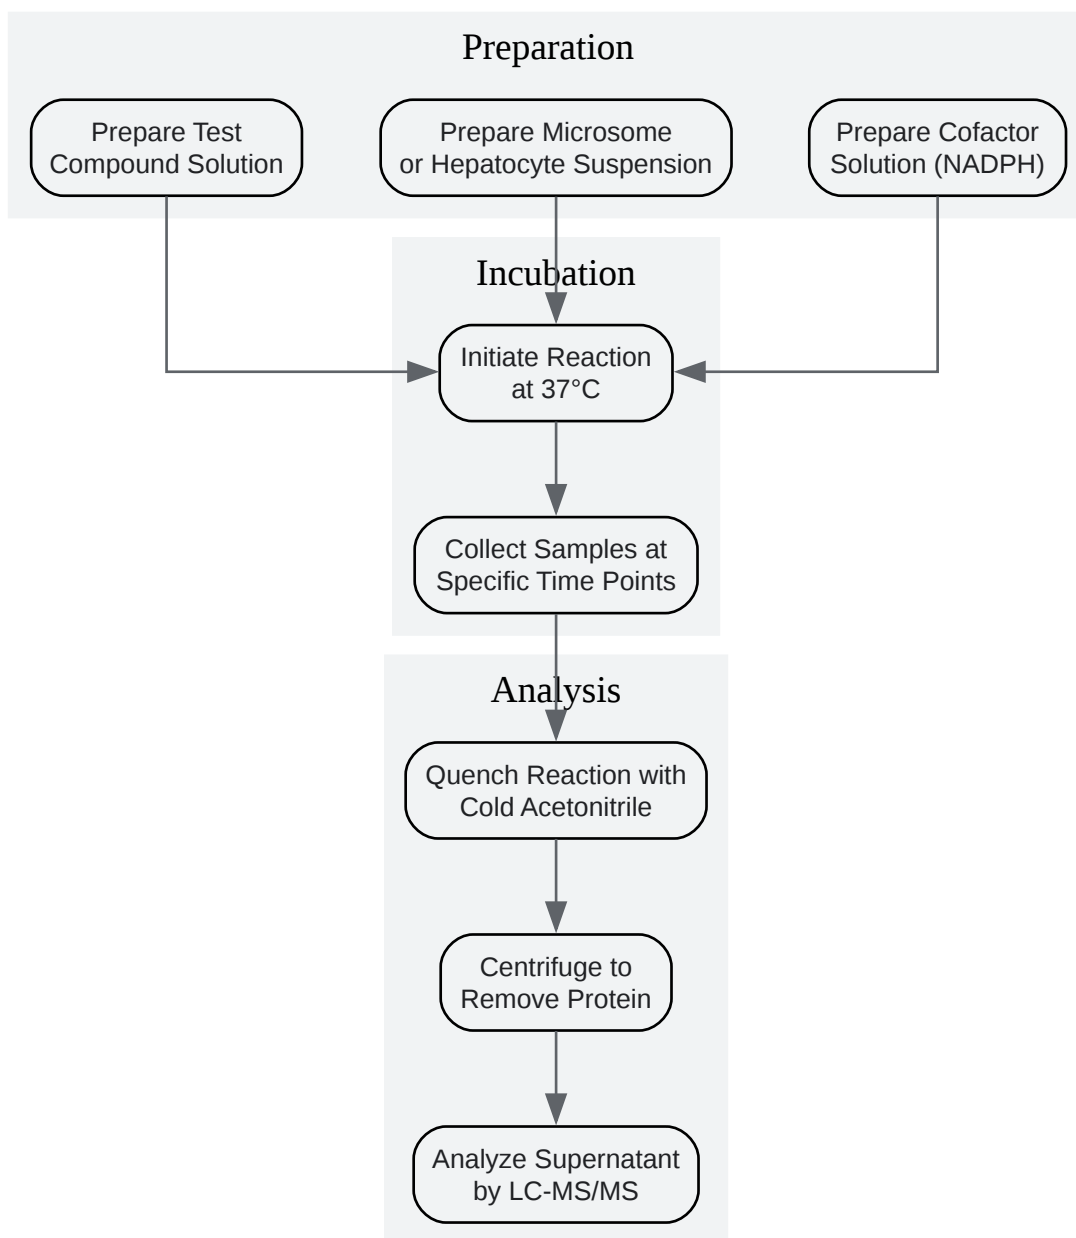 Preparation
Prepare Test
Compound Solution
Prepare Microsome
or Hepatocyte Suspension
Prepare Cofactor
Solution (NADPH)
Incubation
Initiate Reaction
at 37°C
Collect Samples at
Specific Time Points
Analysis
Quench Reaction with
Cold Acetonitrile
Centrifuge to
Remove Protein
Analyze Supernatant
by LC-MS/MS